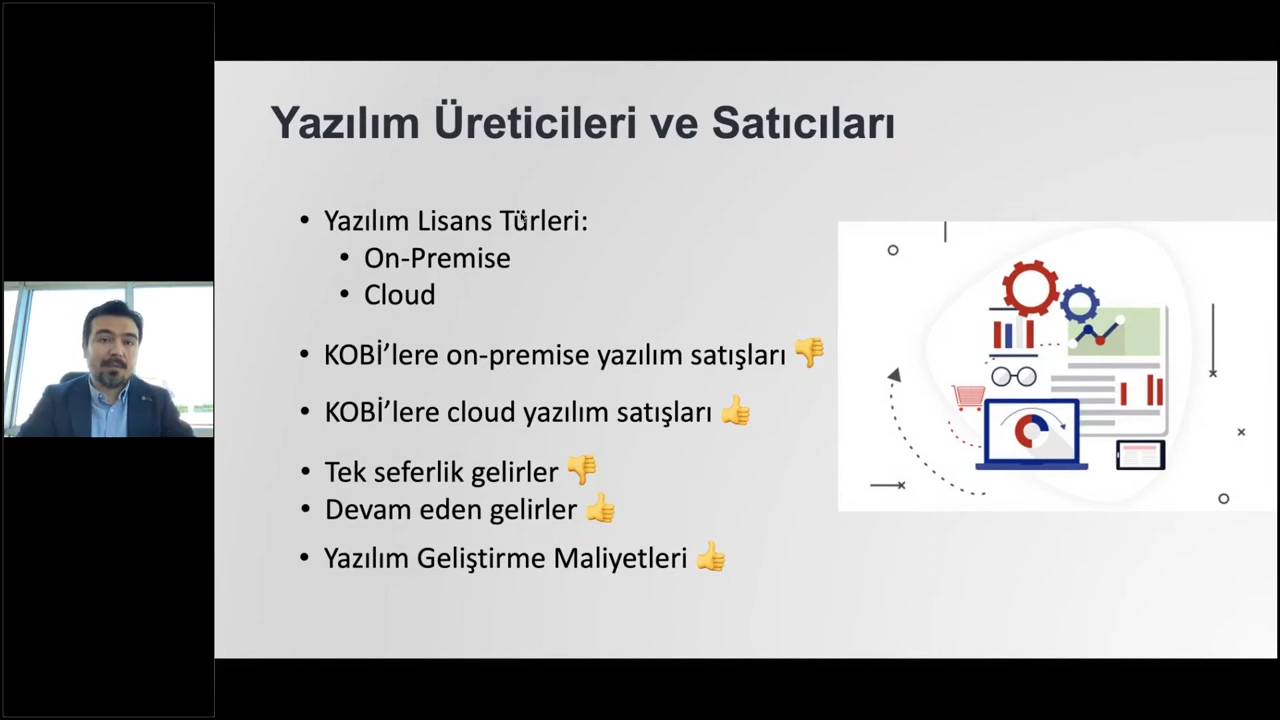 Yazılım Üreticileri ve Satıcıları
• Yazılım Lisans Türleri:
• On-Premise
• Cloud
• KOBİ’lere on-premise yazılım satışları 👎
• KOBİ’lere cloud yazılım satışları 👍
• Tek seferlik gelirler 👎
• Devam eden gelirler 👍
• Yazılım Geliştirme Maliyetleri 👍